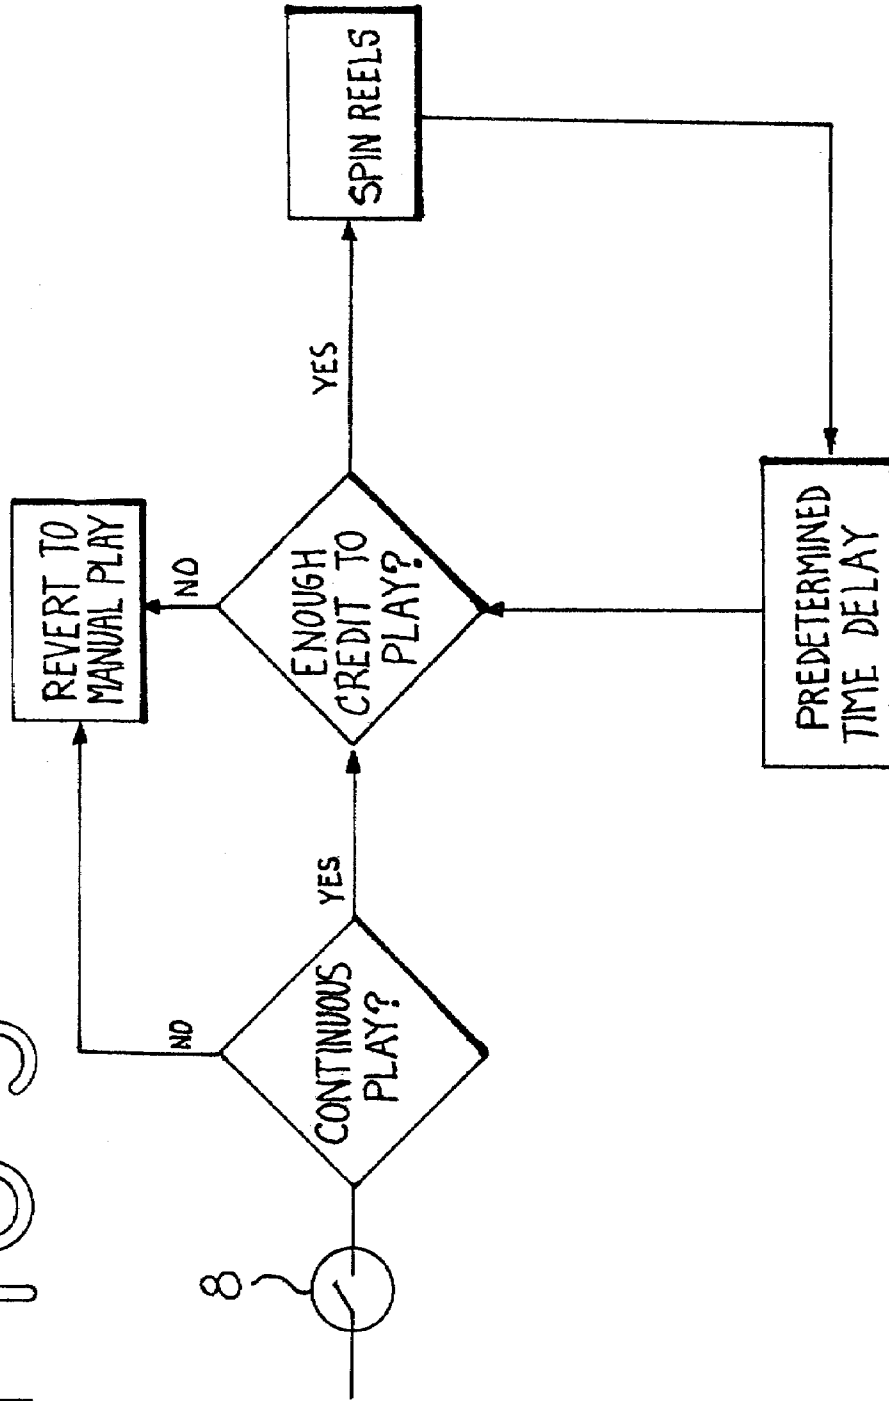 REVERT TO
MANUAL PLAY
NO
NO
8
CONTINUOUS
PLAY?
YES
ENOUGH
CREDIT TO
PLAY?
YES
SPIN REELS
PREDETERMINED
TIME DELAY